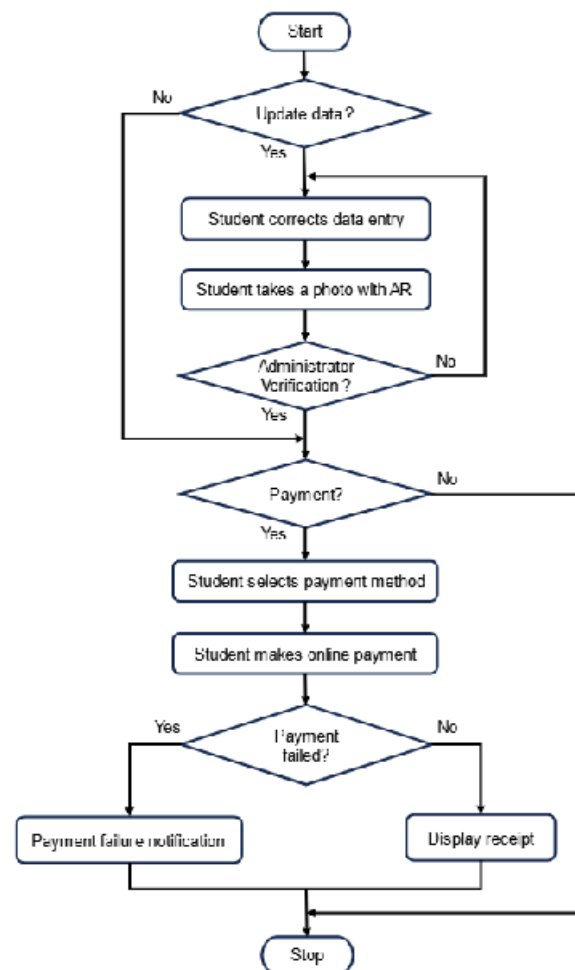 Start
No
Update data?
Yes
Student corrects data entry
Student takes a photo with AR
Administrator
Verification?
No
Yes
Payment?
No
Yes
Student selects payment method
Student makes online payment
Yes
Payment
failed?
No
Payment failure notification
Display receipt
Stop